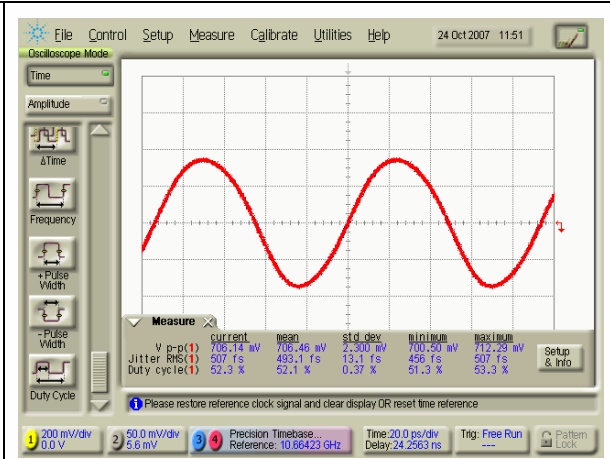 File Control Setup Measure Calibrate Utilities Help 24 Oct 2007 11:51
Oscilloscope Mode
Time
Amplitude
ΔTime
Frequency
+ Pulse
Width
- Pulse
Width
Duty Cycle
Measure
current mean std dev minimum maximum
V p-p(1) 706.14 mV 706.46 mV 2.300 mV 700.50 mV 712.29 mV
Jitter RMS(1) 507 fs 493.1 fs 13.1 fs 456 fs 507 fs
Duty cycle(1) 52.3 % 52.1 % 0.37 % 51.3 % 53.3 %
Setup
& Info
Please restore reference clock signal and clear display OR reset time reference
1 200 mV/div
0.0 V
2 50.0 mV/div
5.6 mV
3 4 Precision Timebase...
Reference: 10.66423 GHz
Time:20.0 ps/div
Delay:24.2563 ns
Trig: Free Run
---
Pattern
Lock